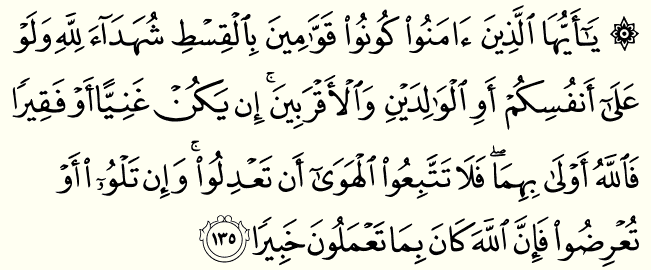 ۞ يَـٰٓأَيُّهَا ٱلَّذِينَ ءَامَنُوا۟ كُونُوا۟ قَوَّٰمِينَ بِٱلْقِسْطِ شُهَدَآءَ لِلَّهِ وَلَوْ
عَلَىٰٓ أَنفُسِكُمْ أَوِ ٱلْوَٰلِدَيْنِ وَٱلْأَقْرَبِينَ ۚ إِن يَكُنْ غَنِيًّا أَوْ فَقِيرًا
فَٱللَّهُ أَوْلَىٰ بِهِمَا ۖ فَلَا تَتَّبِعُوا۟ ٱلْهَوَىٰٓ أَن تَعْدِلُوا۟ ۚ وَإِن تَلْوُۥٓا۟ أَوْ
تُعْرِضُوا۟ فَإِنَّ ٱللَّهَ كَانَ بِمَا تَعْمَلُونَ خَبِيرًا ١٣٥